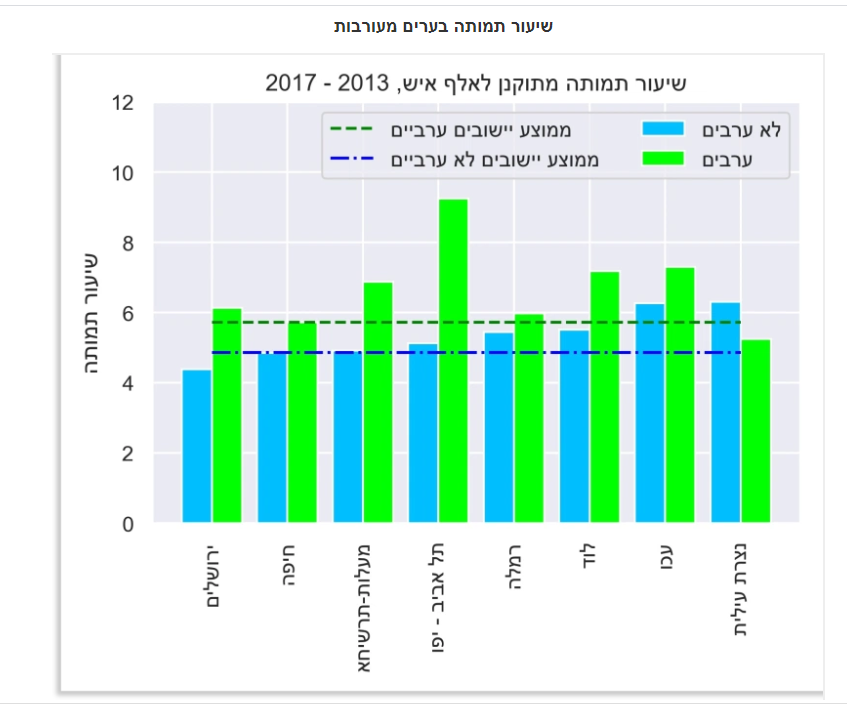 שיעור תמותה בערים מעורבות
שיעור תמותה מתוקנן לאלף איש, 2013 - 2017
לא ערבים
ערבים
ממוצע יישובים ערביים
ממוצע יישובים לא ערביים
שיעור תמותה
12
10
8
6
4
2
0
ירושלים
חיפה
מעלות-תרשיחא
תל אביב - יפו
רמלה
לוד
עכו
נצרת עילית